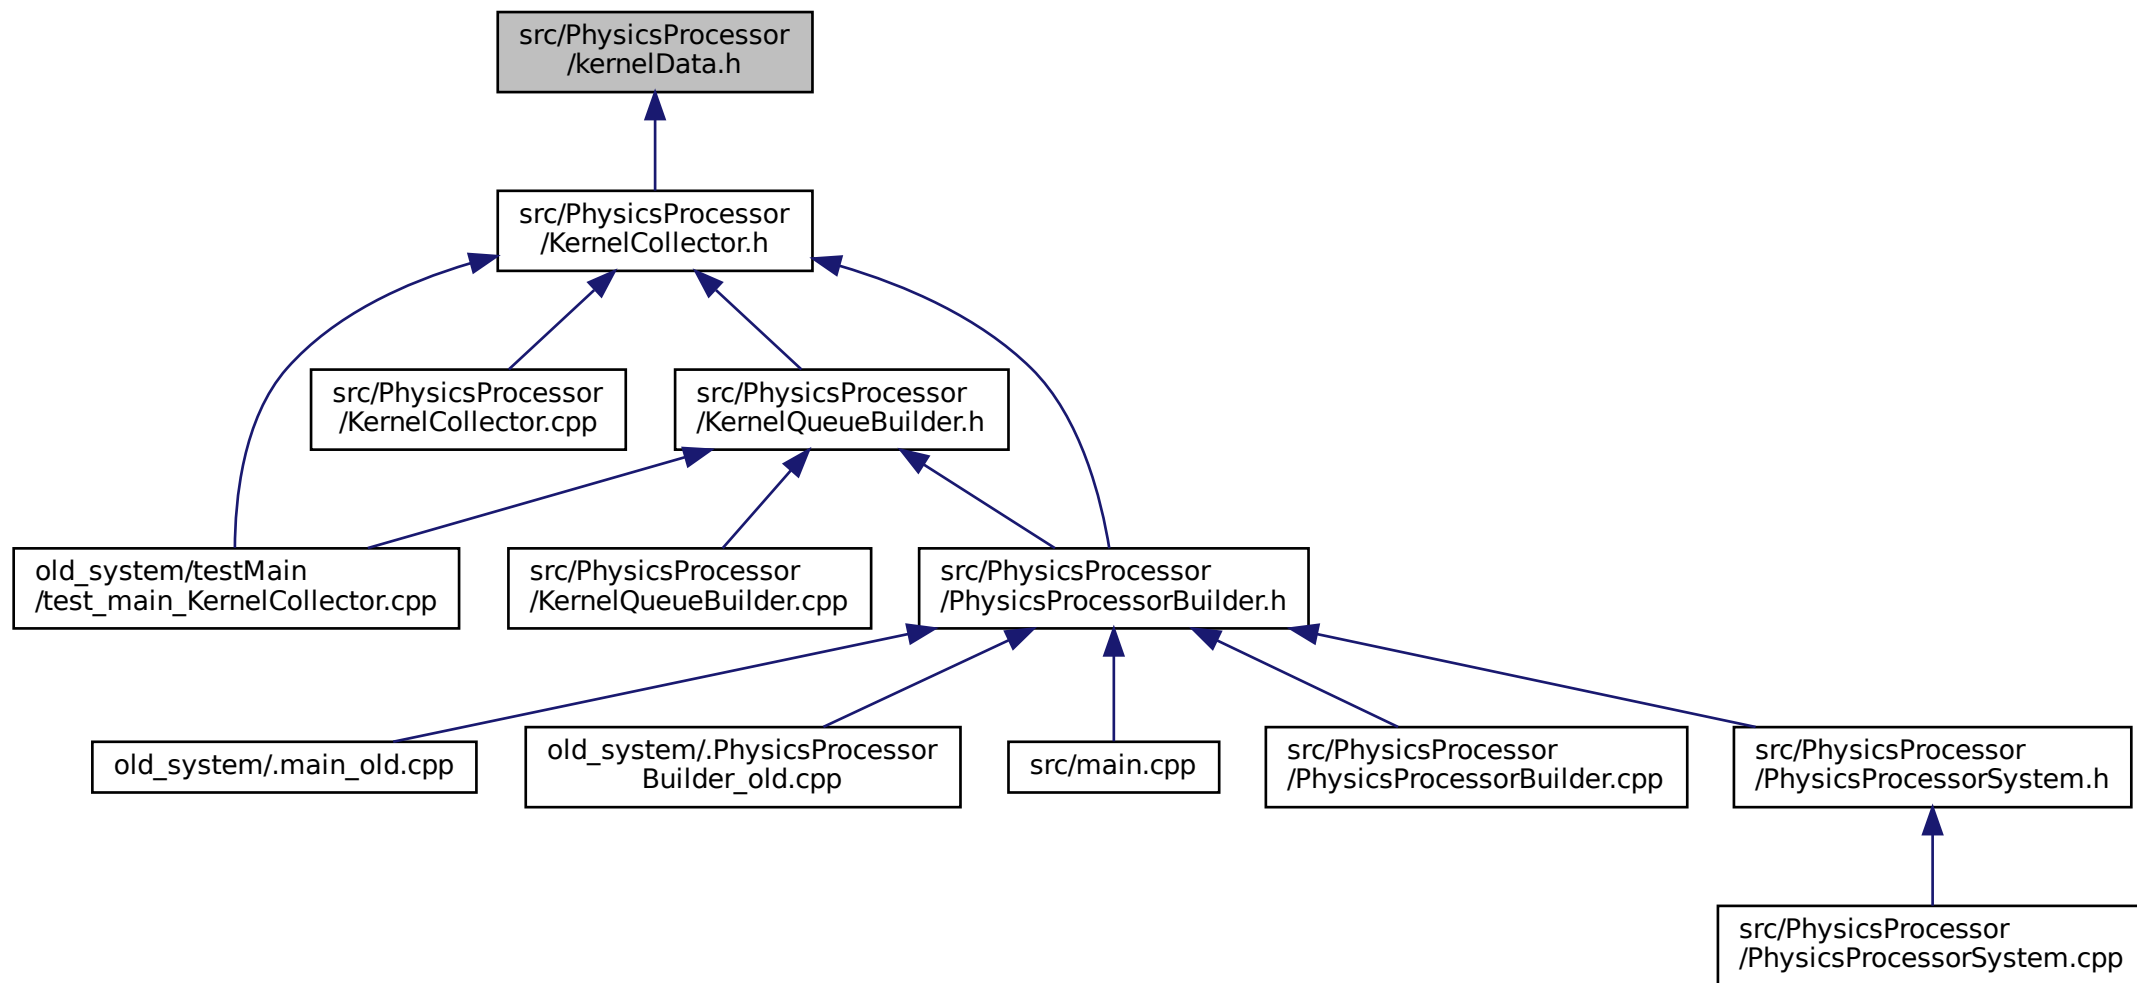 src/PhysicsProcessor
/kernelData.h
src/PhysicsProcessor
/KernelCollector.h
src/PhysicsProcessor
/KernelCollector.cpp
src/PhysicsProcessor
/KernelQueueBuilder.h
old_system/testMain
/test_main_KernelCollector.cpp
src/PhysicsProcessor
/KernelQueueBuilder.cpp
src/PhysicsProcessor
/PhysicsProcessorBuilder.h
old_system/.main_old.cpp
old_system/.PhysicsProcessor
Builder_old.cpp
src/main.cpp
src/PhysicsProcessor
/PhysicsProcessorBuilder.cpp
src/PhysicsProcessor
/PhysicsProcessorSystem.h
src/PhysicsProcessor
/PhysicsProcessorSystem.cpp